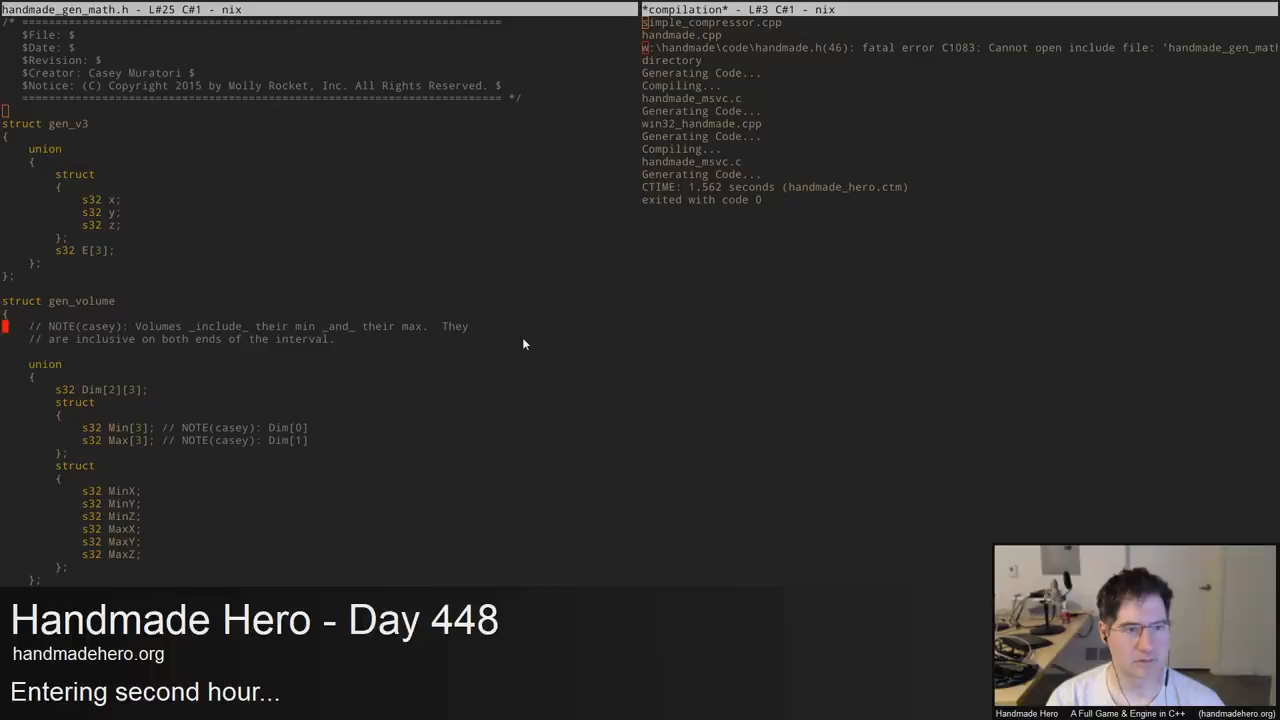 handmade_gen_math.h - L#25 C#1 - nix
/* ========================================================================
$File: $
$Date: $
$Revision: $
$Creator: Casey Muratori $
$Notice: (C) Copyright 2015 by Molly Rocket, Inc. All Rights Reserved. $
======================================================================== */
struct gen_v3
{
union
{
struct
{
s32 x;
s32 y;
s32 z;
};
s32 E[3];
};
};
struct gen_volume
{
// NOTE(casey): Volumes _include_ their min _and_ their max.  They
// are inclusive on both ends of the interval.
union
{
s32 Dim[2][3];
struct
{
s32 Min[3]; // NOTE(casey): Dim[0]
s32 Max[3]; // NOTE(casey): Dim[1]
};
struct
{
s32 MinX;
s32 MinY;
s32 MinZ;
s32 MaxX;
s32 MaxY;
s32 MaxZ;
};
};
*compilation* - L#3 C#1 - nix
simple_compressor.cpp
handmade.cpp
w:\handmade\code\handmade.h(46): fatal error C1083: Cannot open include file: 'handmade_gen_math
directory
Generating Code...
Compiling...
handmade_msvc.c
Generating Code...
win32_handmade.cpp
Generating Code...
Compiling...
handmade_msvc.c
Generating Code...
CTIME: 1.562 seconds (handmade_hero.ctm)
exited with code 0
Handmade Hero - Day 448
handmadehero.org
Entering second hour...
Handmade Hero    A Full Game & Engine in C++    (handmadehero.org)